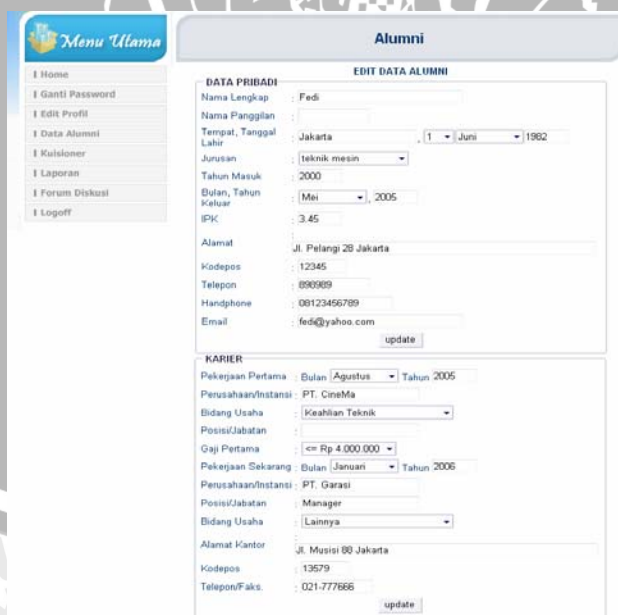 Menu Utama
Home
Ganti Password
Edit Profil
Data Alumni
Kuisioner
Laporan
Forum Diskusi
Logoff
Alumni
EDIT DATA ALUMNI
DATA PRIBADI
Nama Lengkap : Fedi
Nama Panggilan :
Tempat, Tanggal Lahir : Jakarta , 1 Juni 1982
Jurusan : teknik mesin
Tahun Masuk : 2000
Bulan, Tahun Keluar : Mei , 2005
IPK : 3.45
Alamat : Jl. Pelangi 28 Jakarta
Kodepos : 12345
Telepon : 898989
Handphone : 08123456789
Email : fedi@yahoo.com
update
KARIER
Pekerjaan Pertama : Bulan Agustus Tahun 2005
Perusahaan/Instansi : PT. CineMa
Bidang Usaha : Keahlian Teknik
Posisi/Jabatan :
Gaji Pertama : <= Rp 4.000.000
Pekerjaan Sekarang : Bulan Januari Tahun 2006
Perusahaan/Instansi : PT. Garasi
Posisi/Jabatan : Manager
Bidang Usaha : Lainnya
Alamat Kantor : Jl. Musisi 88 Jakarta
Kodepos : 13579
Telepon/Faks. : 021-777666
update